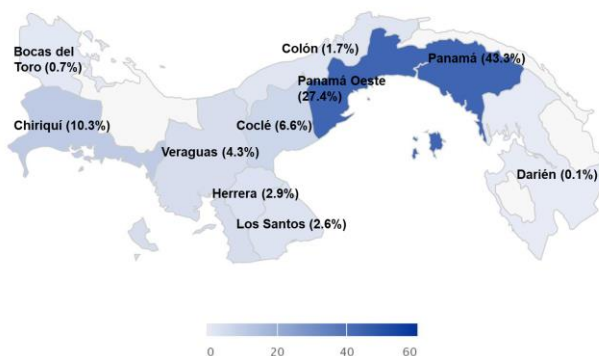 Bocas del
Toro (0.7%)
Colón (1.7%)
Panamá (43.3%)
Panamá Oeste
(27.4%)
Chiriquí (10.3%)
Coclé (6.6%)
Veraguas (4.3%)
Darién (0.1%)
Herrera (2.9%)
Los Santos (2.6%)
0 20 40 60